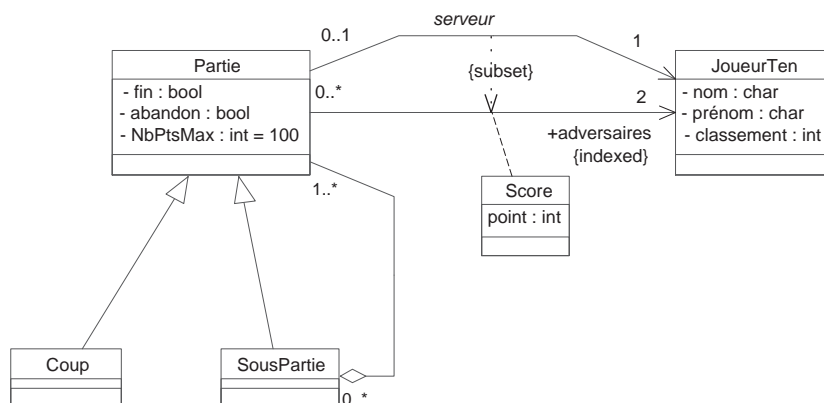 serveur
0..1
1
Partie
- fin : bool
- abandon : bool
- NbPtsMax : int = 100
{subset}
JoueurTen
- nom : char
- prénom : char
- classement : int
0..*
2
+adversaires
{indexed}
1..*
Score
point : int
Coup
SousPartie
0..*